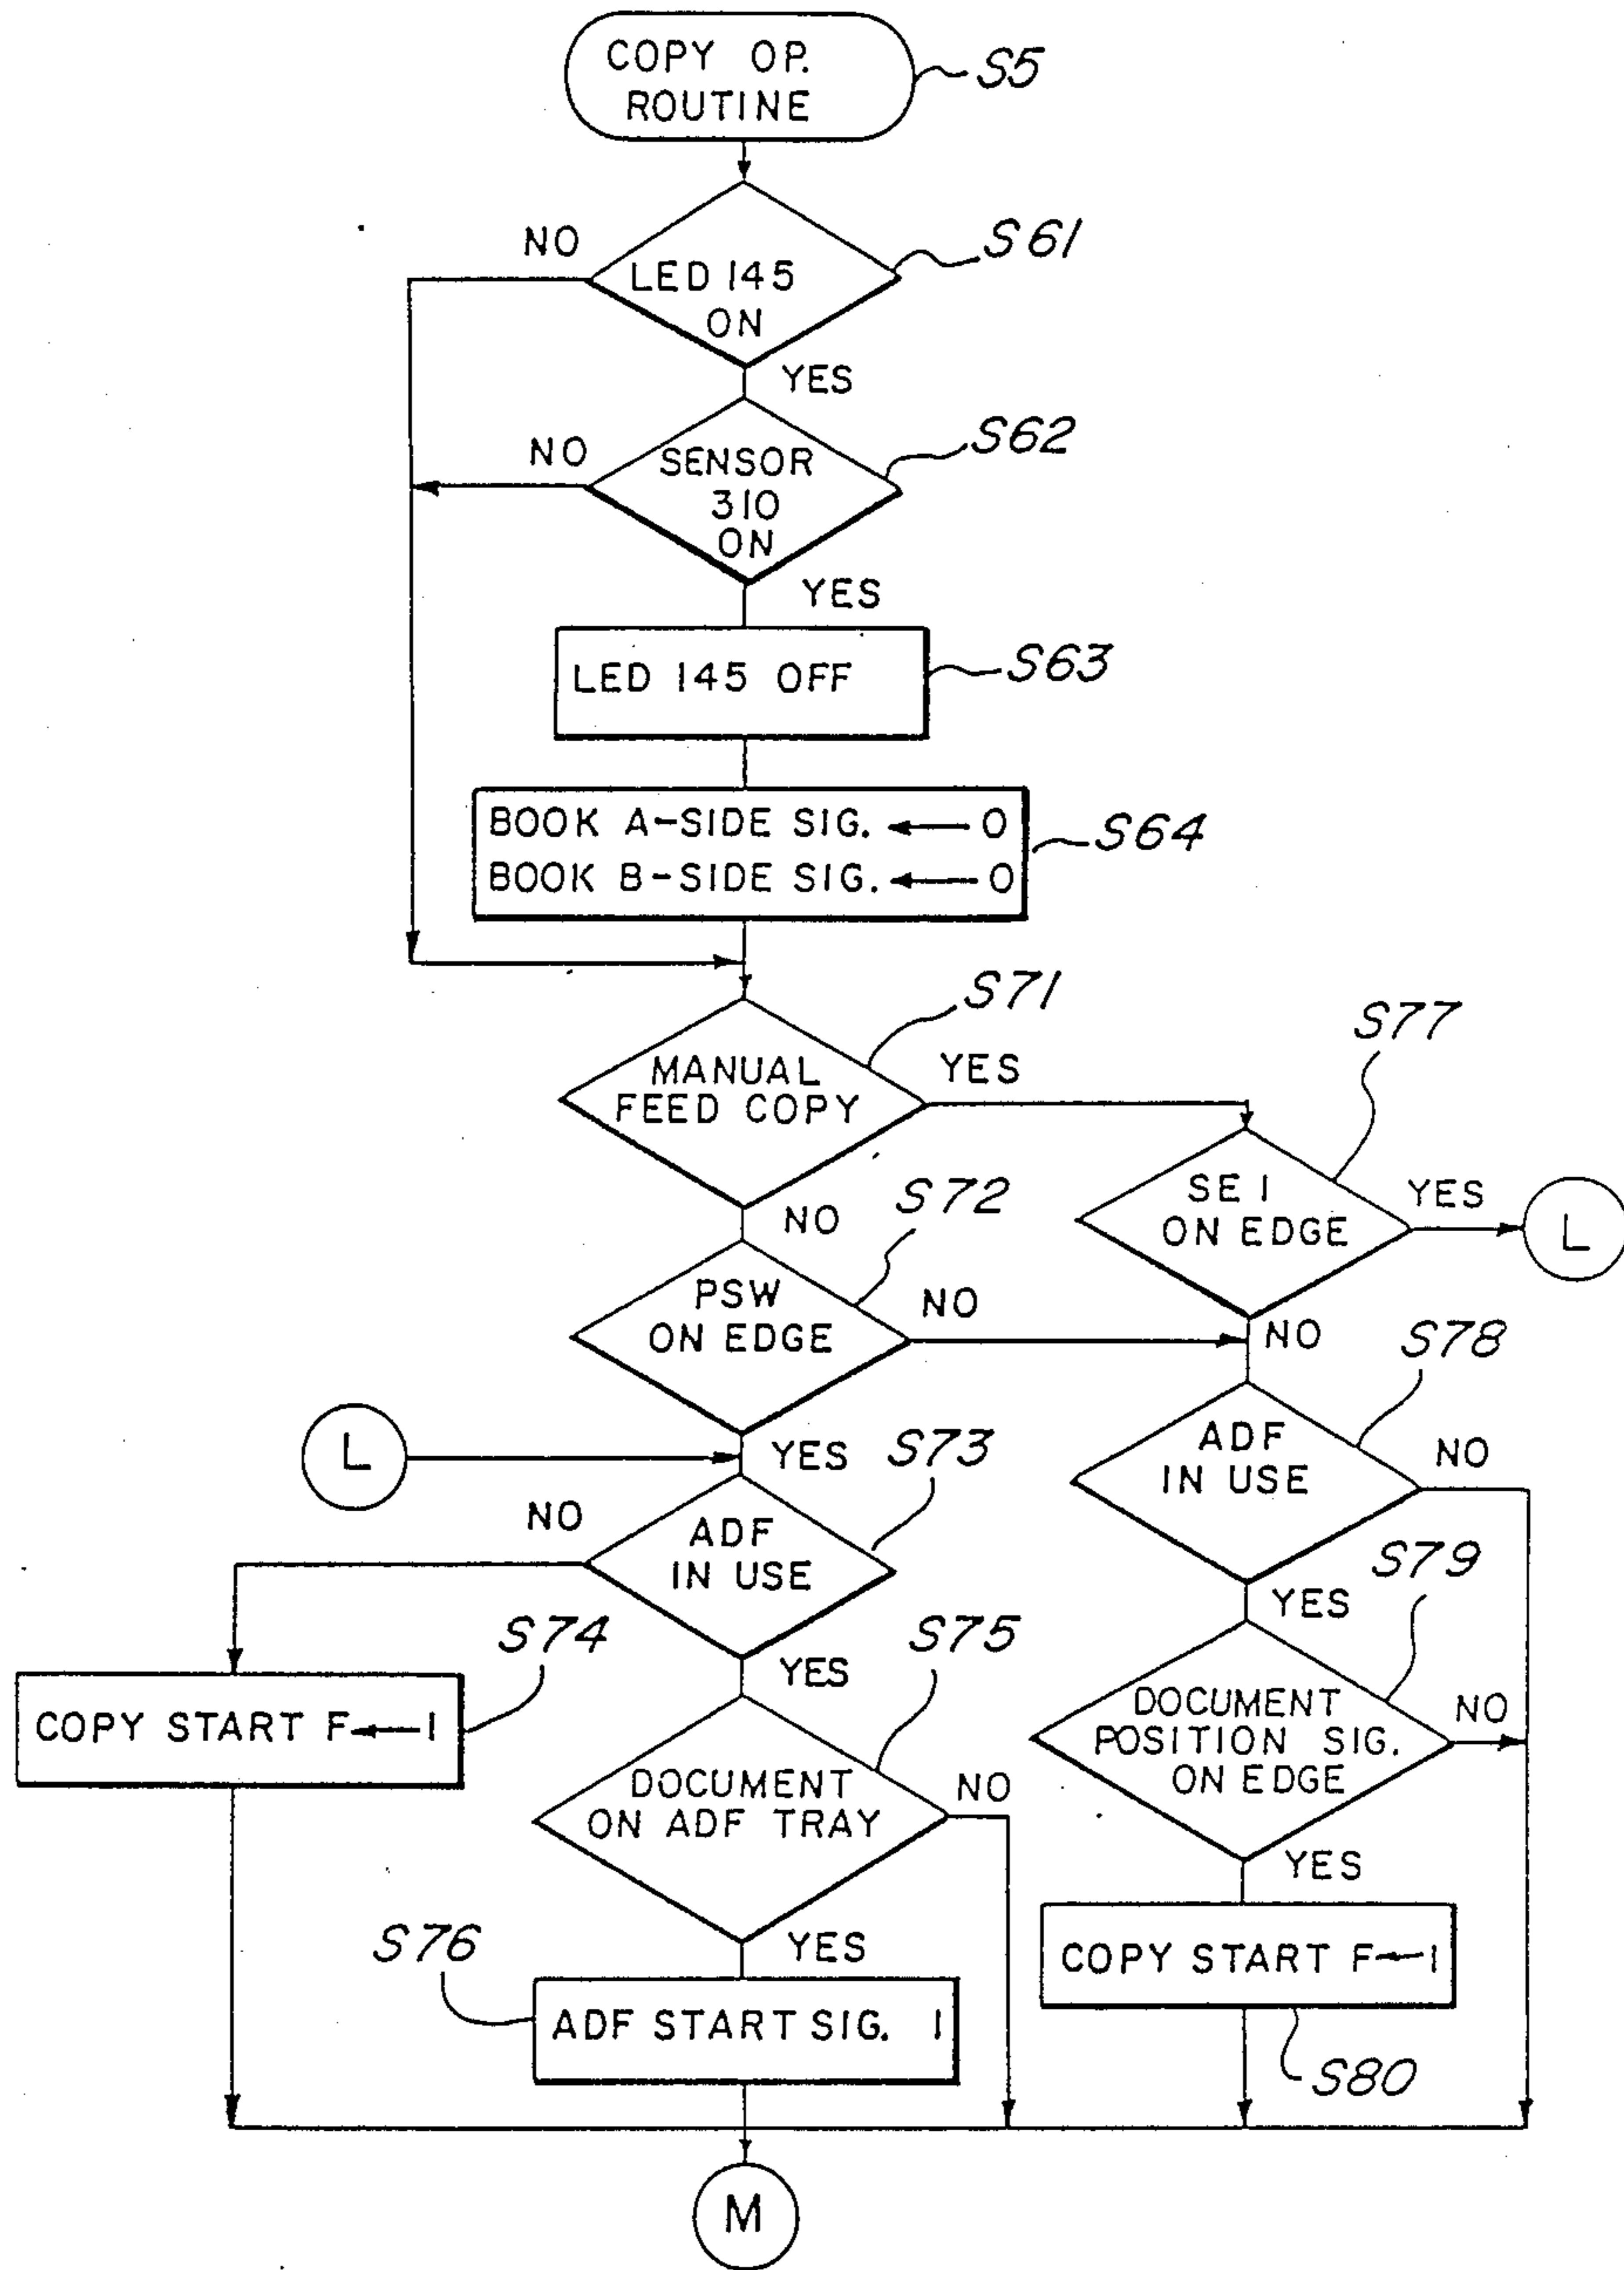 COPY OP.
ROUTINE
S5
NO
LED 145
ON
S61
YES
NO
SENSOR
310
ON
S62
YES
LED 145 OFF
S63
BOOK A-SIDE SIG. ← 0
BOOK B-SIDE SIG. ← 0
S64
MANUAL
FEED COPY
S71
YES
NO
SE 1
ON EDGE
S77
YES
L
NO
PSW
ON EDGE
S72
NO
YES
L
ADF
IN USE
S73
NO
YES
ADF
IN USE
S78
NO
YES
COPY START F ← 1
S74
DOCUMENT
ON ADF TRAY
S75
NO
YES
DOCUMENT
POSITION SIG.
ON EDGE
S79
NO
YES
S76
ADF START SIG. 1
COPY START F ← 1
S80
M